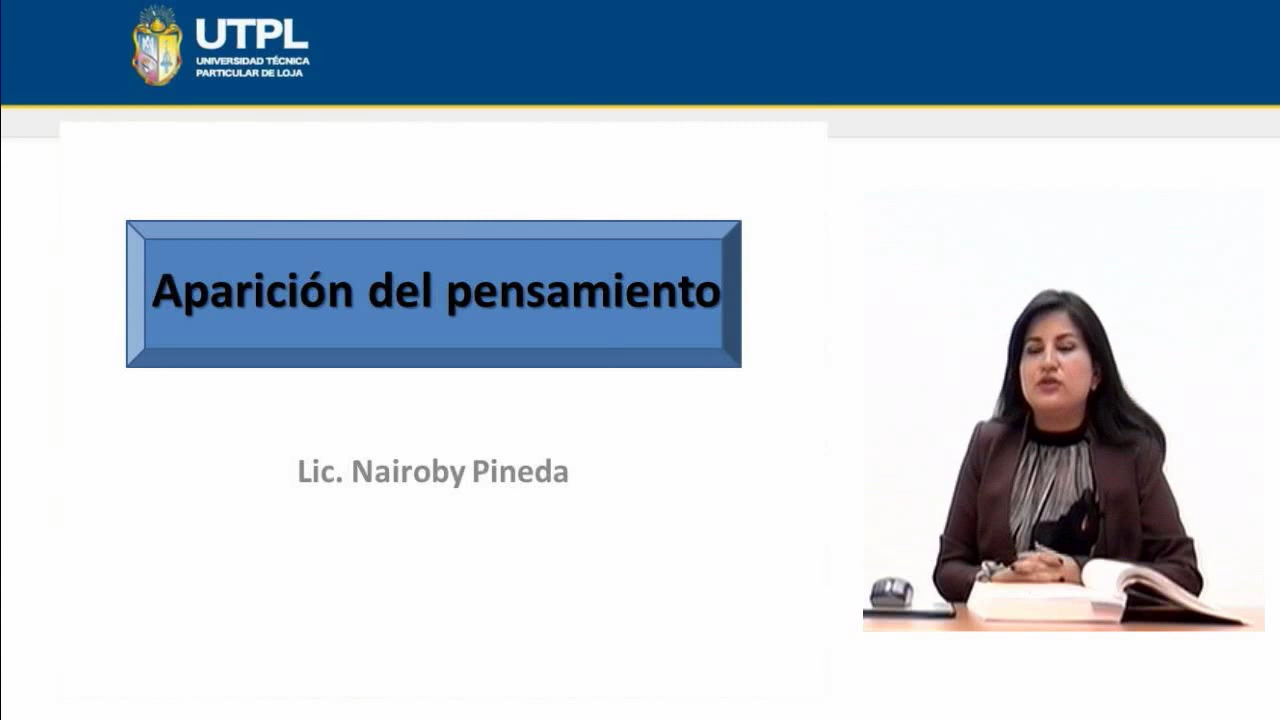 UTPL
UNIVERSIDAD TÉCNICA
PARTICULAR DE LOJA
Aparición del pensamiento
Lic. Nairoby Pineda